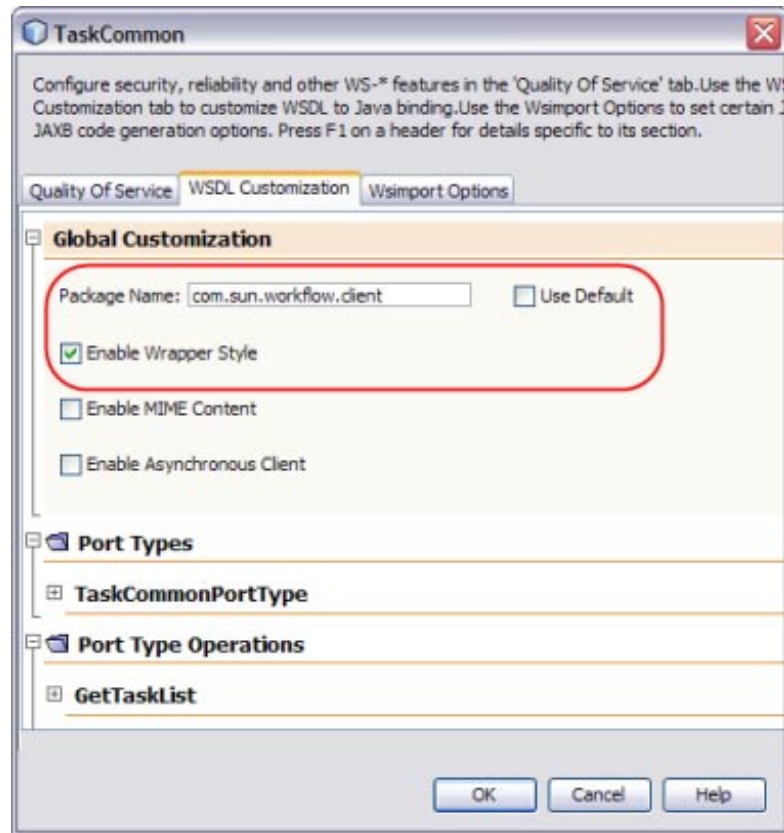 TaskCommon
Configure security, reliability and other WS-* features in the 'Quality Of Service' tab.Use the WS
Customization tab to customize WSDL to Java binding.Use the Wsimport Options to set certain J
JAXB code generation options. Press F1 on a header for details specific to its section.
Quality Of Service WSDL Customization Wsimport Options
Global Customization
Package Name: com.sun.workflow.client Use Default
Enable Wrapper Style
Enable MIME Content
Enable Asynchronous Client
Port Types
TaskCommonPortType
Port Type Operations
GetTaskList
OK Cancel Help